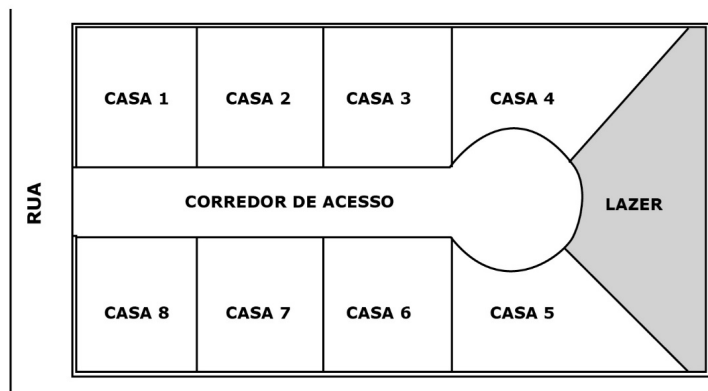 CASA 1
CASA 2
CASA 3
CASA 4
RUA
CORREDOR DE ACESSO
LAZER
CASA 8
CASA 7
CASA 6
CASA 5